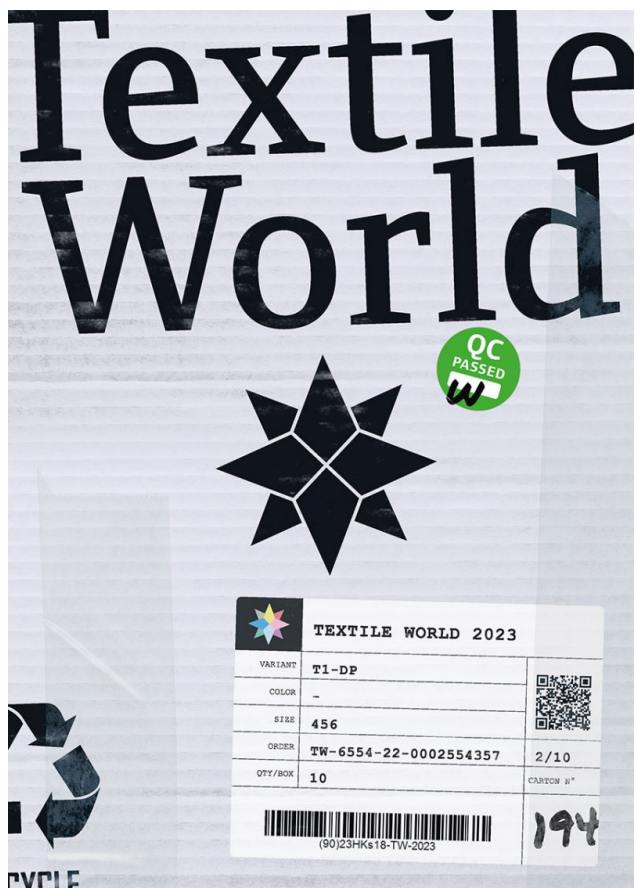 Textile
World
QC
PASSED
W
TEXTILE WORLD 2023
VARIANT T1-DP
COLOR –
SIZE 456
ORDER TW-6554-22-0002554357 2/10
QTY/BOX 10 CARTON N°
(90)23HKs18-TW-2023
194
CYCLE